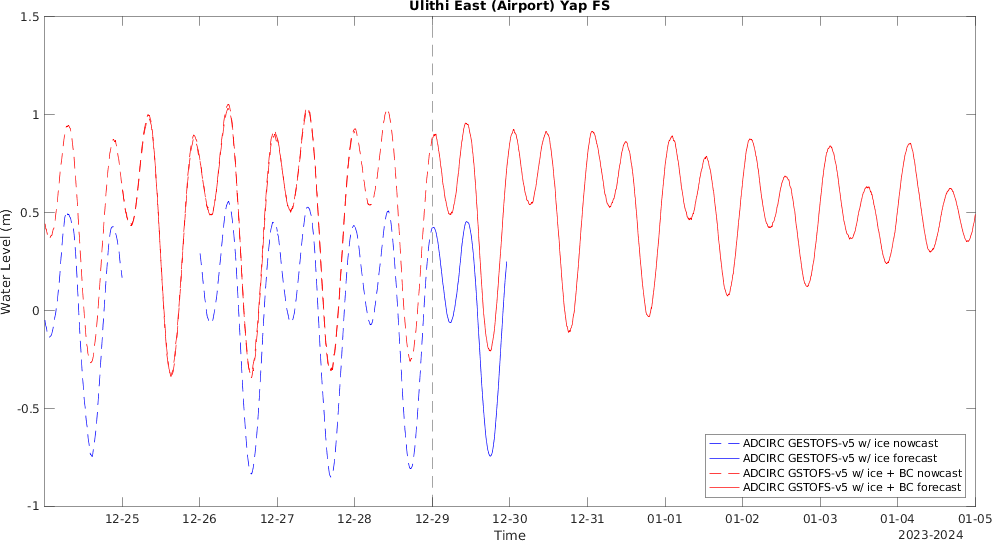 Ulithi East (Airport) Yap FS
1.5
1
0.5
0
-0.5
-1
Water Level (m)
12-25
12-26
12-27
12-28
12-29
12-30
12-31
01-01
01-02
01-03
01-04
01-05
Time
2023-2024
ADCIRC GESTOFS-v5 w/ ice nowcast
ADCIRC GESTOFS-v5 w/ ice forecast
ADCIRC GSTOFS-v5 w/ ice + BC nowcast
ADCIRC GSTOFS-v5 w/ ice + BC forecast